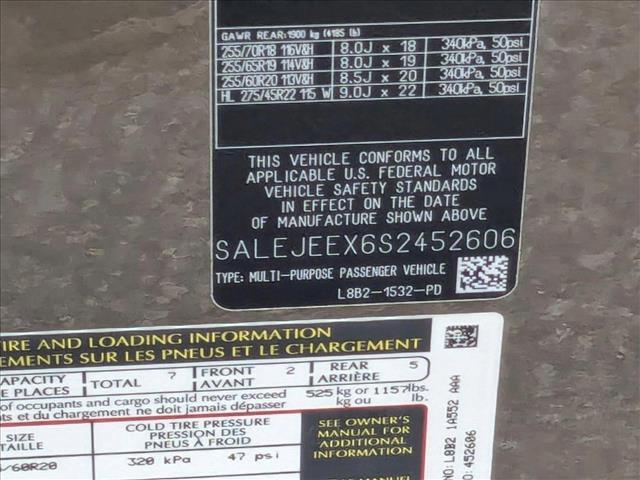 GAWR REAR:1900 kg (4185 lb)
255/70R18 116V&H 8.0J x 18 340kPa, 50psi
255/65R19 114V&H 8.0J x 19 340kPa, 50psi
255/60R20 113V&H 8.5J x 20 340kPa, 50psi
HL 275/45R22 115 W 9.0J x 22 340kPa, 50psi
THIS VEHICLE CONFORMS TO ALL
APPLICABLE U.S. FEDERAL MOTOR
VEHICLE SAFETY STANDARDS
IN EFFECT ON THE DATE
OF MANUFACTURE SHOWN ABOVE
SALEJEEX6S2452606
TYPE: MULTI-PURPOSE PASSENGER VEHICLE
L8B2-1532-PD
TIRE AND LOADING INFORMATION
EMENTS SUR LES PNEUS ET LE CHARGEMENT
CAPACITY TOTAL 7 FRONT 2 REAR 5
E PLACES AVANT ARRIÈRE
of occupants and cargo should never exceed 525 kg or 1157lbs.
ts et du chargement ne doit jamais dépasser kg ou lb.
SIZE COLD TIRE PRESSURE
TAILLE PRESSION DES
PNEUS À FROID
/60R20 320 kPa 47 psi
SEE OWNER'S
MANUAL FOR
ADDITIONAL
INFORMATION
NO: L8B2 1A552 AAA
NO: 452606